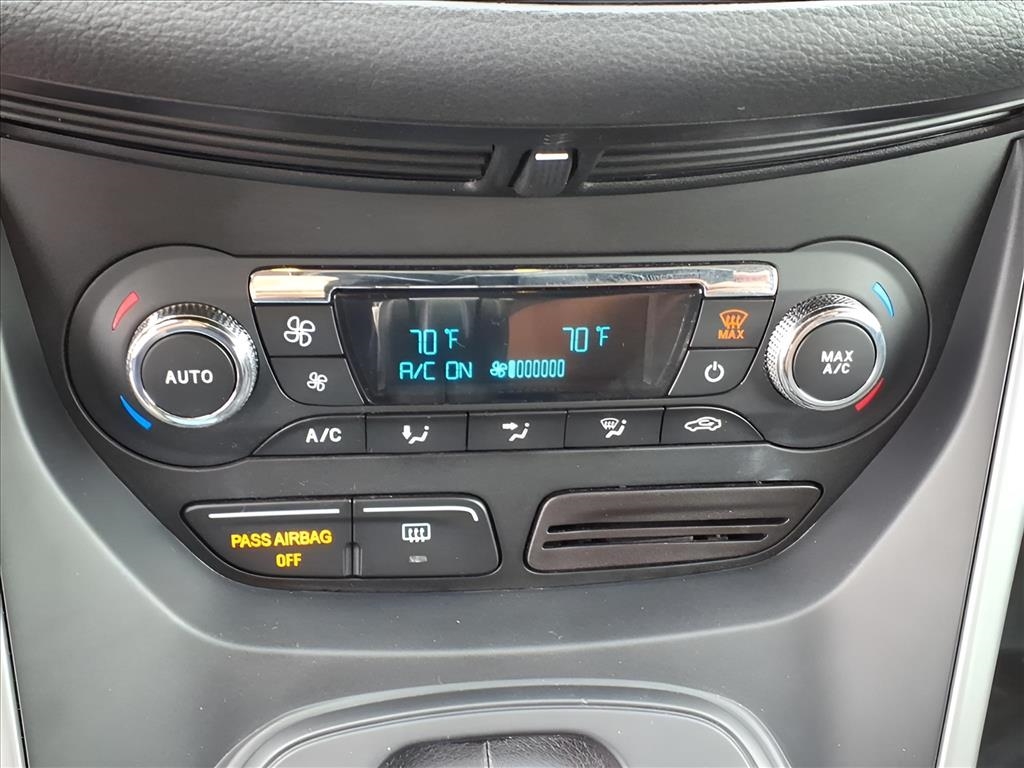 70°F 70°F
A/C ON
MAX
AUTO
MAX
A/C
A/C
PASS AIRBAG
OFF